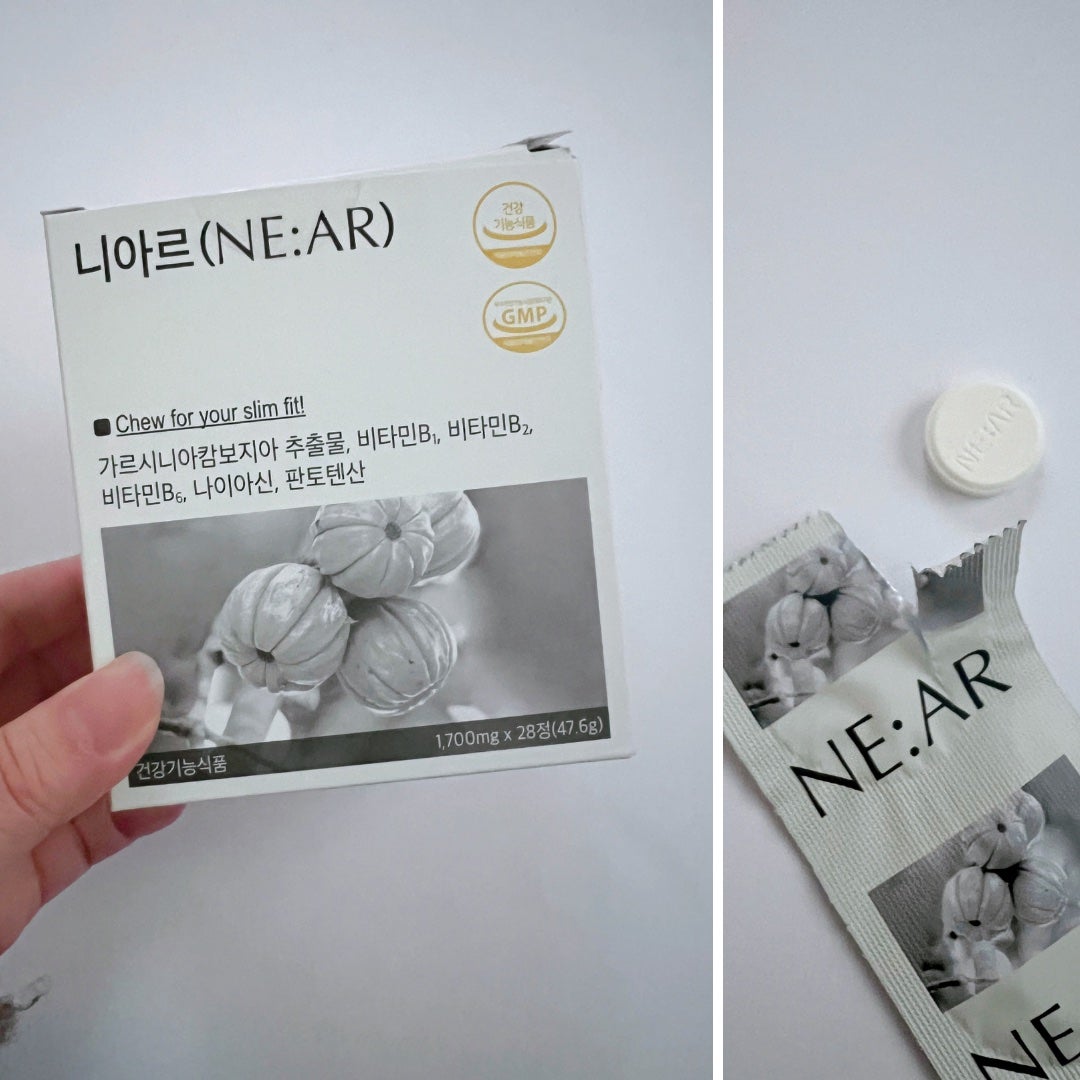 니아르(NE:AR)
건강
기능식품
GMP
Chew for your slim fit!
가르시니아캄보지아 추출물, 비타민B₁, 비타민B₂,
비타민B₆, 나이아신, 판토텐산
1,700mg x 28정(47.6g)
건강기능식품
NE:AR
NE:AR
NE